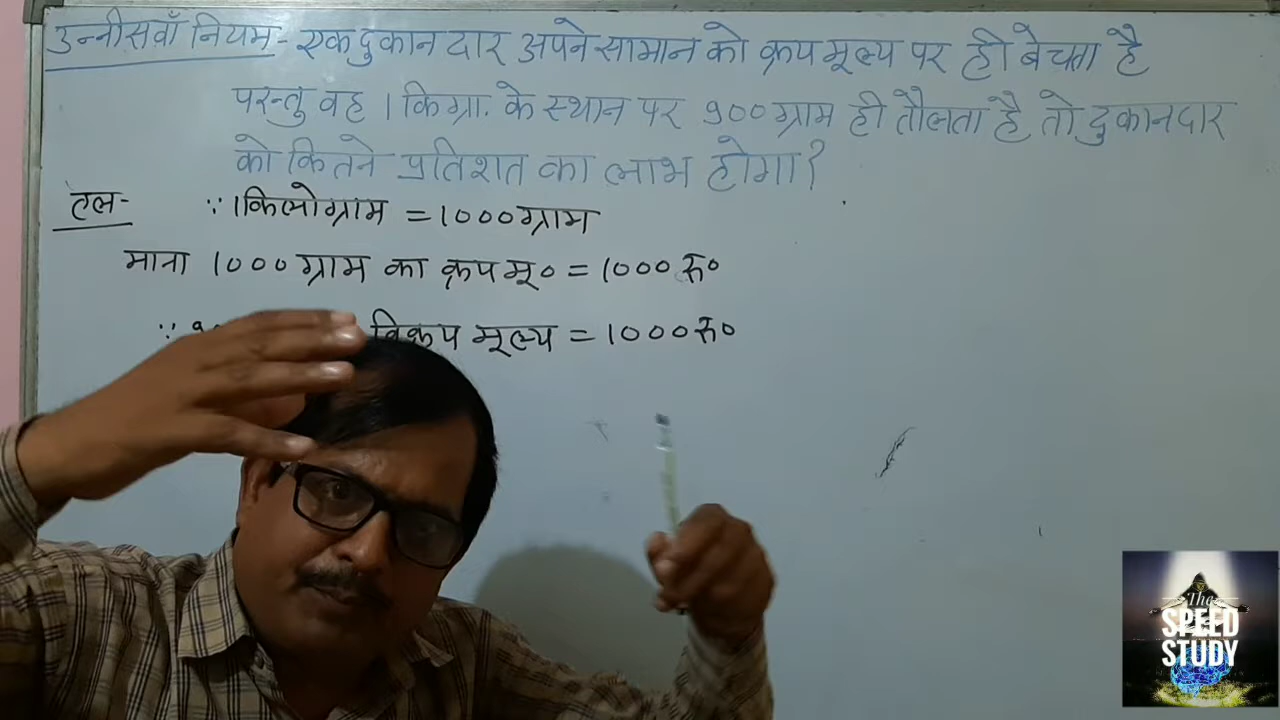 उन्नीसवाँ नियम- एक दुकानदार अपने सामान को क्रय मूल्य पर ही बेचता है
परन्तु वह 1 किग्रा. के स्थान पर 900 ग्राम ही तौलता है तो दुकानदार
को कितने प्रतिशत का लाभ होगा?
हल- ∵ 1किलोग्राम = 1000 ग्राम
माना 1000 ग्राम का क्रय मू० = 1000 रु०
∵ विक्रय मूल्य = 1000 रु०
The
SPEED
STUDY